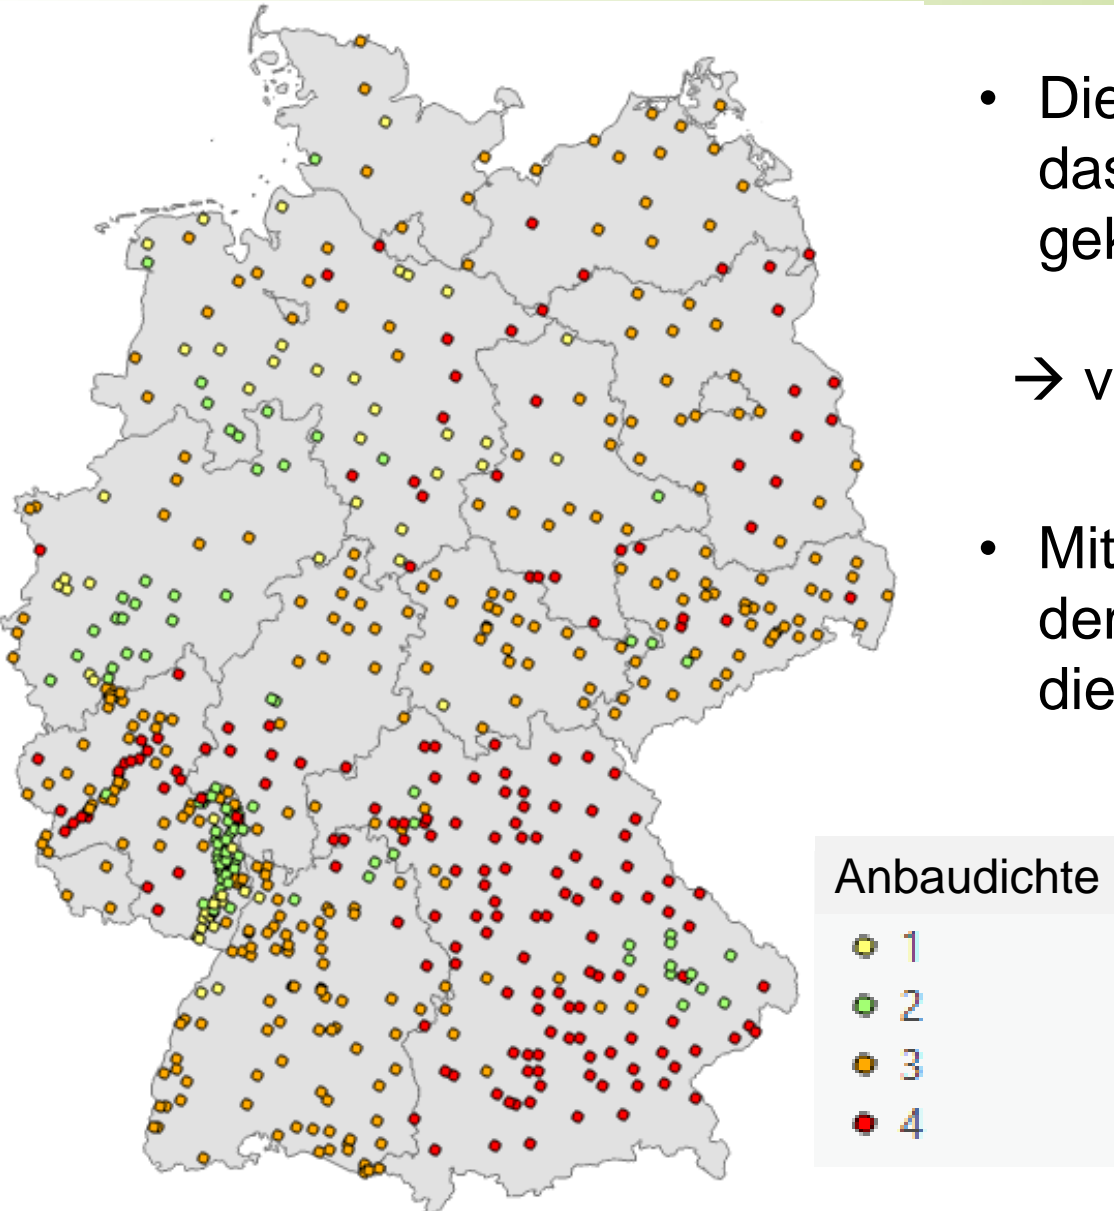 • Die
das
gek
→ v
• Mit
der
die
Anbaudichte
1
2
3
4